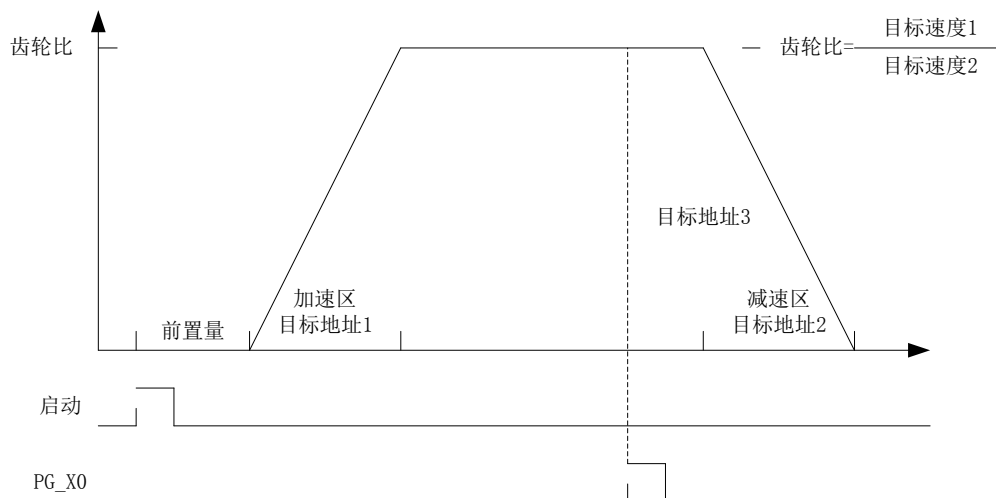 目标速度1
齿轮比
齿轮比=
目标速度2
目标地址3
加速区
目标地址1
减速区
目标地址2
前置量
启动
PG_X0